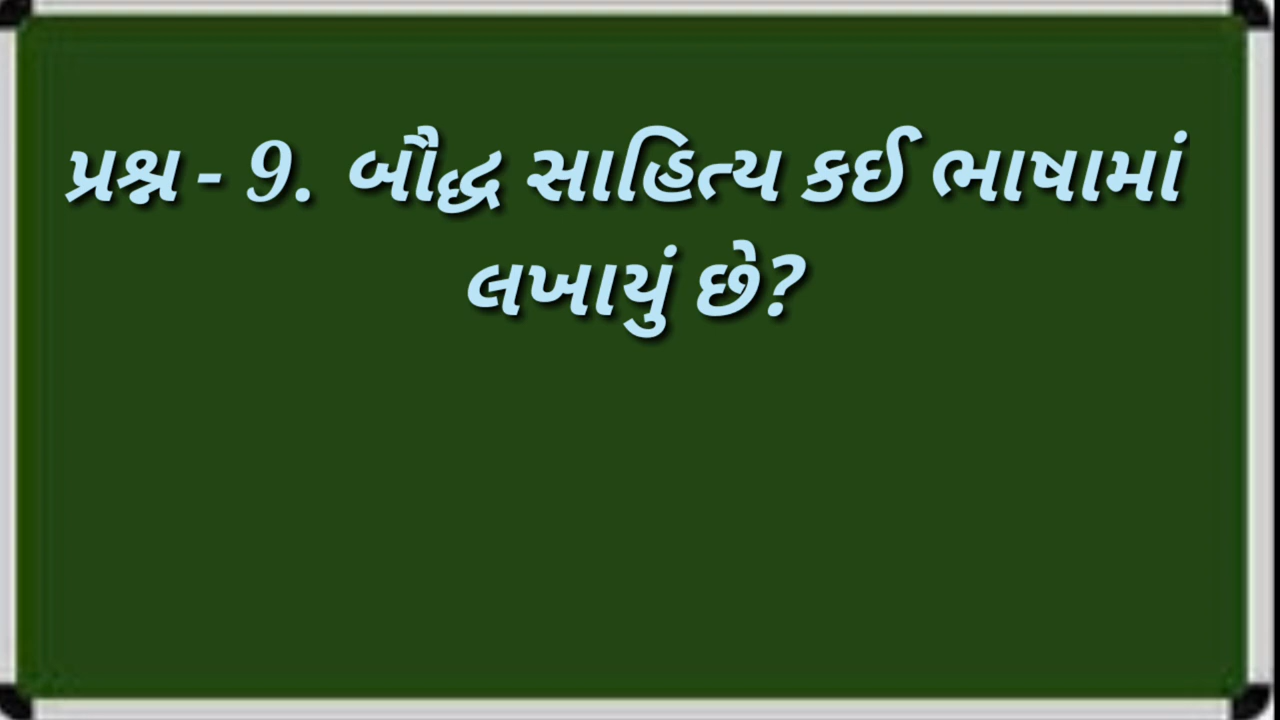 પ્રશ્ન - 9. બૌદ્ધ સાહિત્ય કઈ ભાષામાં
લખાયું છે?